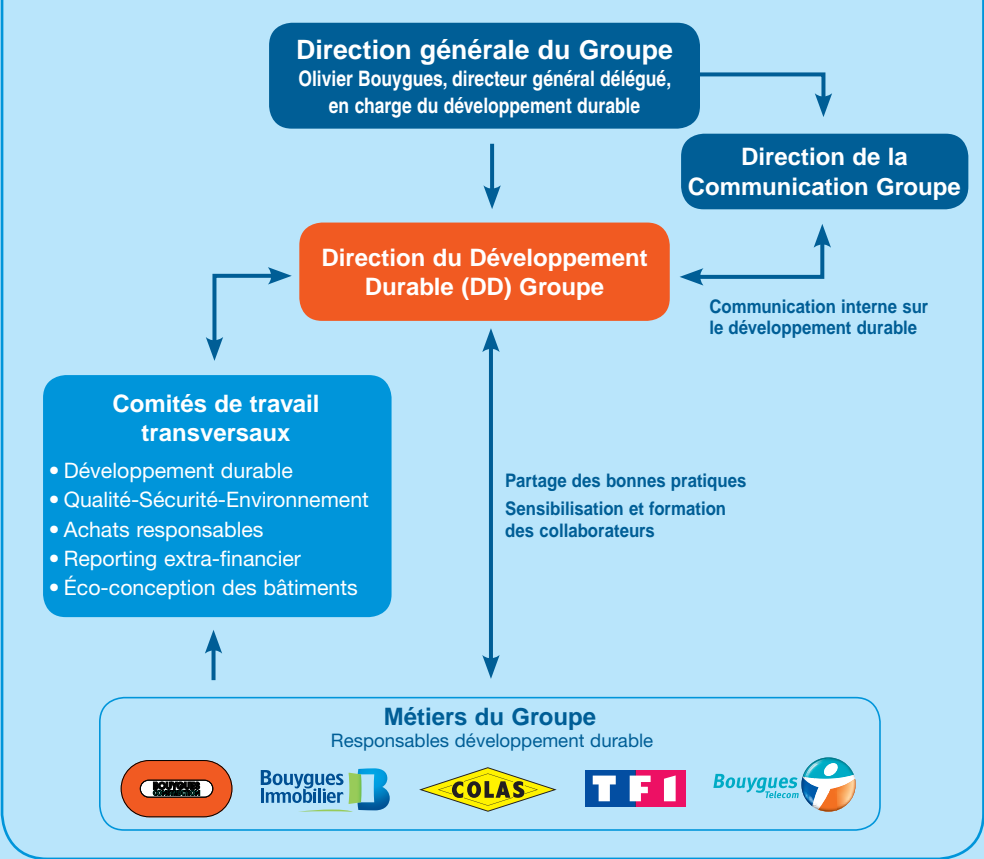 Direction générale du Groupe
Olivier Bouygues, directeur général délégué,
en charge du développement durable
Direction de la
Communication Groupe
Direction du Développement
Durable (DD) Groupe
Communication interne sur
le développement durable
Comités de travail
transversaux
• Développement durable
• Qualité-Sécurité-Environnement
• Achats responsables
• Reporting extra-financier
• Éco-conception des bâtiments
Partage des bonnes pratiques
Sensibilisation et formation
des collaborateurs
Métiers du Groupe
Responsables développement durable
BOUYGUES
CONSTRUCTION
Bouygues
Immobilier
COLAS
TF1
Bouygues
Telecom